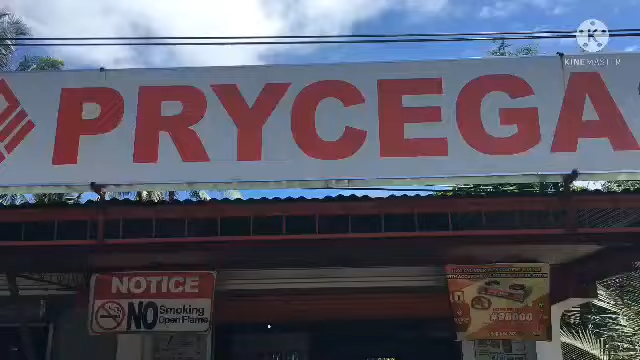 KINEMASTER
PRYCEGA
NOTICE
NO Smoking
Open Flame